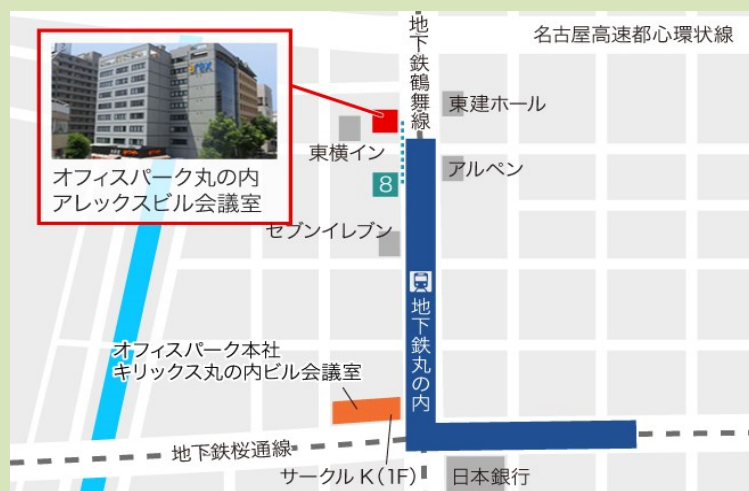 名古屋高速都心環状線
地下鉄鶴舞線
東建ホール
東横イン
アルペン
オフィスパーク丸の内
アレックスビル会議室
8
セブンイレブン
地下鉄丸の内
オフィスパーク本社
キリックス丸の内ビル会議室
地下鉄桜通線
サークルK(1F)
日本銀行